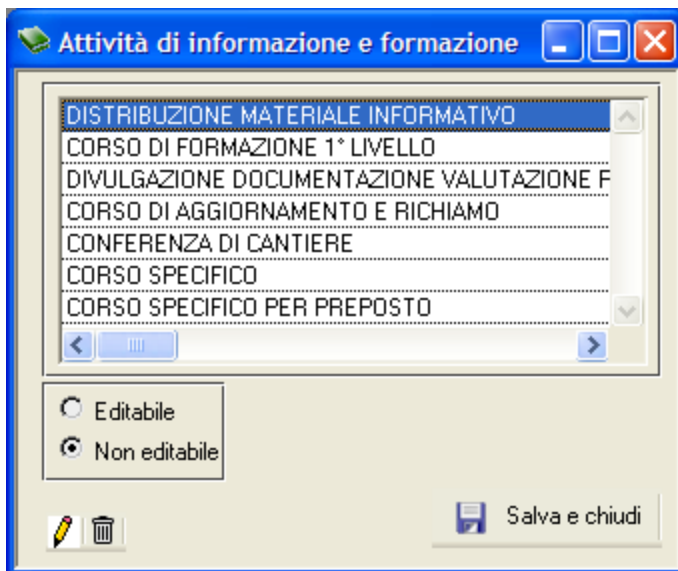 Attività di informazione e formazione
DISTRIBUZIONE MATERIALE INFORMATIVO
CORSO DI FORMAZIONE 1° LIVELLO
DIVULGAZIONE DOCUMENTAZIONE VALUTAZIONE
CORSO DI AGGIORNAMENTO E RICHIAMO
CONFERENZA DI CANTIERE
CORSO SPECIFICO
CORSO SPECIFICO PER PREPOSTO
Editabile
Non editabile
Salva e chiudi